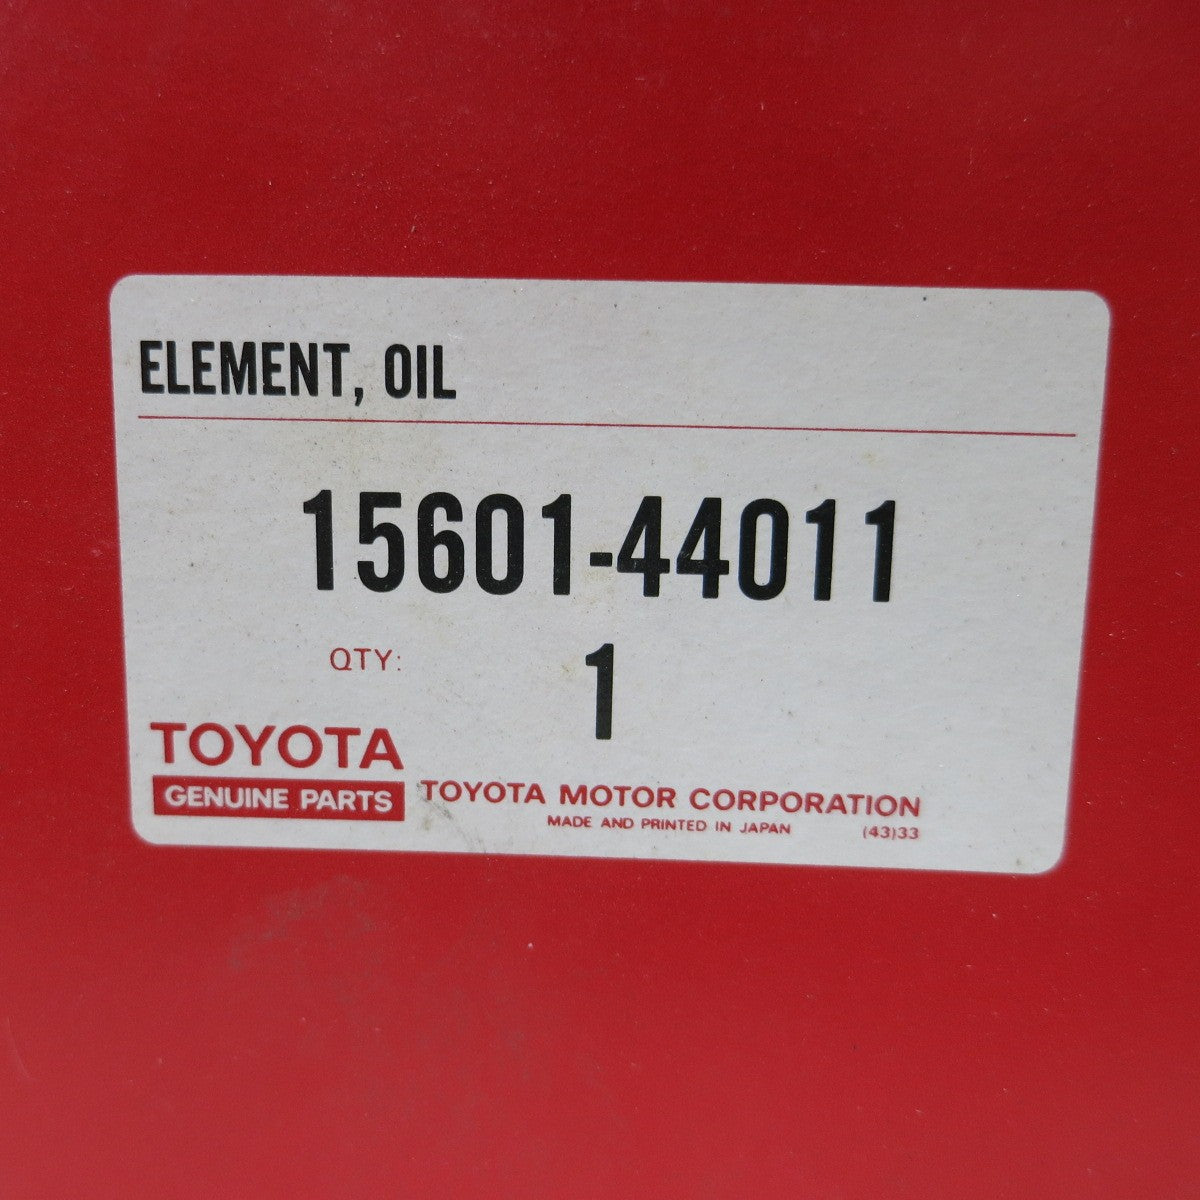 ELEMENT, OIL
15601-44011
QTY: 1
TOYOTA
GENUINE PARTS
TOYOTA MOTOR CORPORATION
MADE AND PRINTED IN JAPAN (43)33